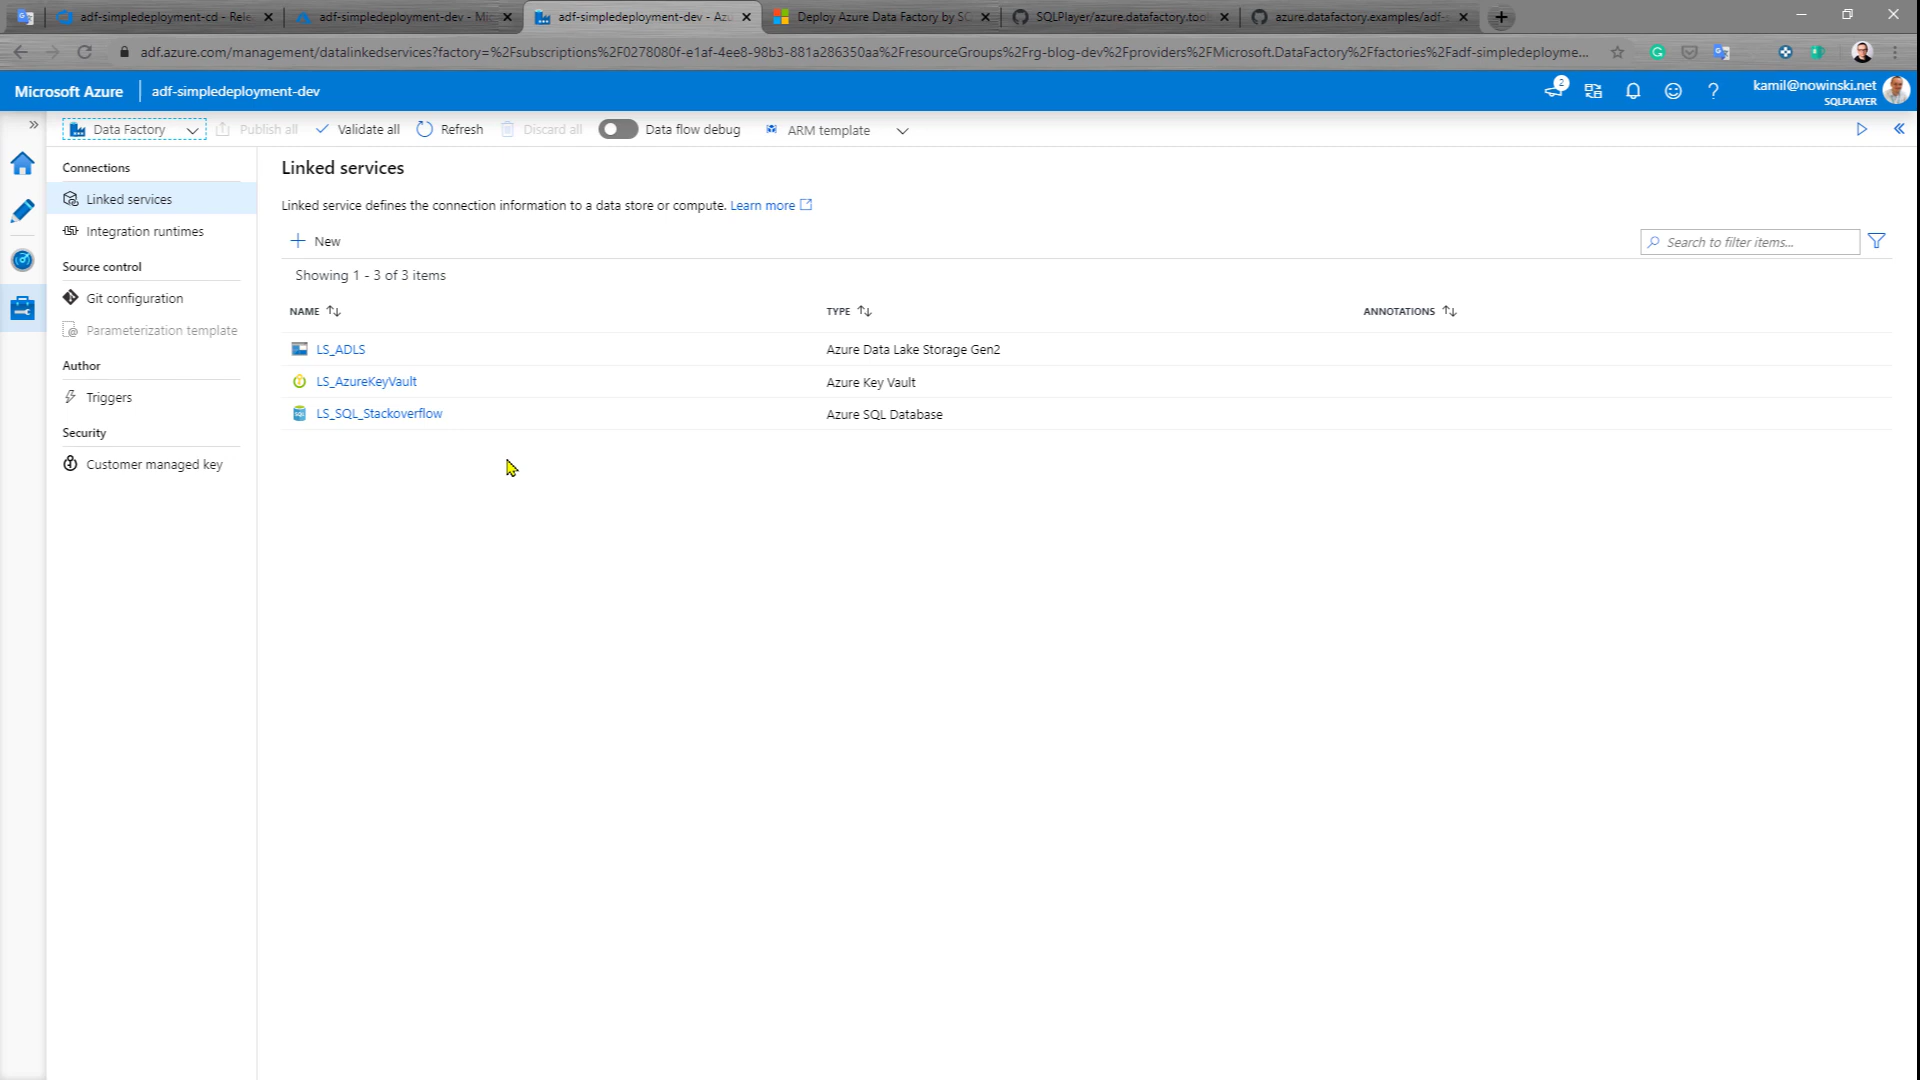 adf-simpledeployment-cd - Rele
adf-simpledeployment-dev - Mic
adf-simpledeployment-dev - Azu
Deploy Azure Data Factory by SQ
SQLPlayer/azure.datafactory.too
azure.datafactory.examples/adf-
adf.azure.com/management/datalinkedservices?factory=%2Fsubscriptions%2F0278080f-e1af-4ee8-98b3-881a286350aa%2FresourceGroups%2Frg-blog-dev%2Fproviders%2FMicrosoft.DataFactory%2Ffactories%2Fadf-simpledeployme...
Microsoft Azure
adf-simpledeployment-dev
2
kamil@nowinski.net
SQLPLAYER
Data Factory
Publish all
Validate all
Refresh
Discard all
Data flow debug
ARM template
Connections
Linked services
Integration runtimes
Source control
Git configuration
Parameterization template
Author
Triggers
Security
Customer managed key
Linked services
Linked service defines the connection information to a data store or compute. Learn more
New
Search to filter items...
Showing 1 - 3 of 3 items
NAME TYPE ANNOTATIONS
LS_ADLS Azure Data Lake Storage Gen2
LS_AzureKeyVault Azure Key Vault
LS_SQL_Stackoverflow Azure SQL Database